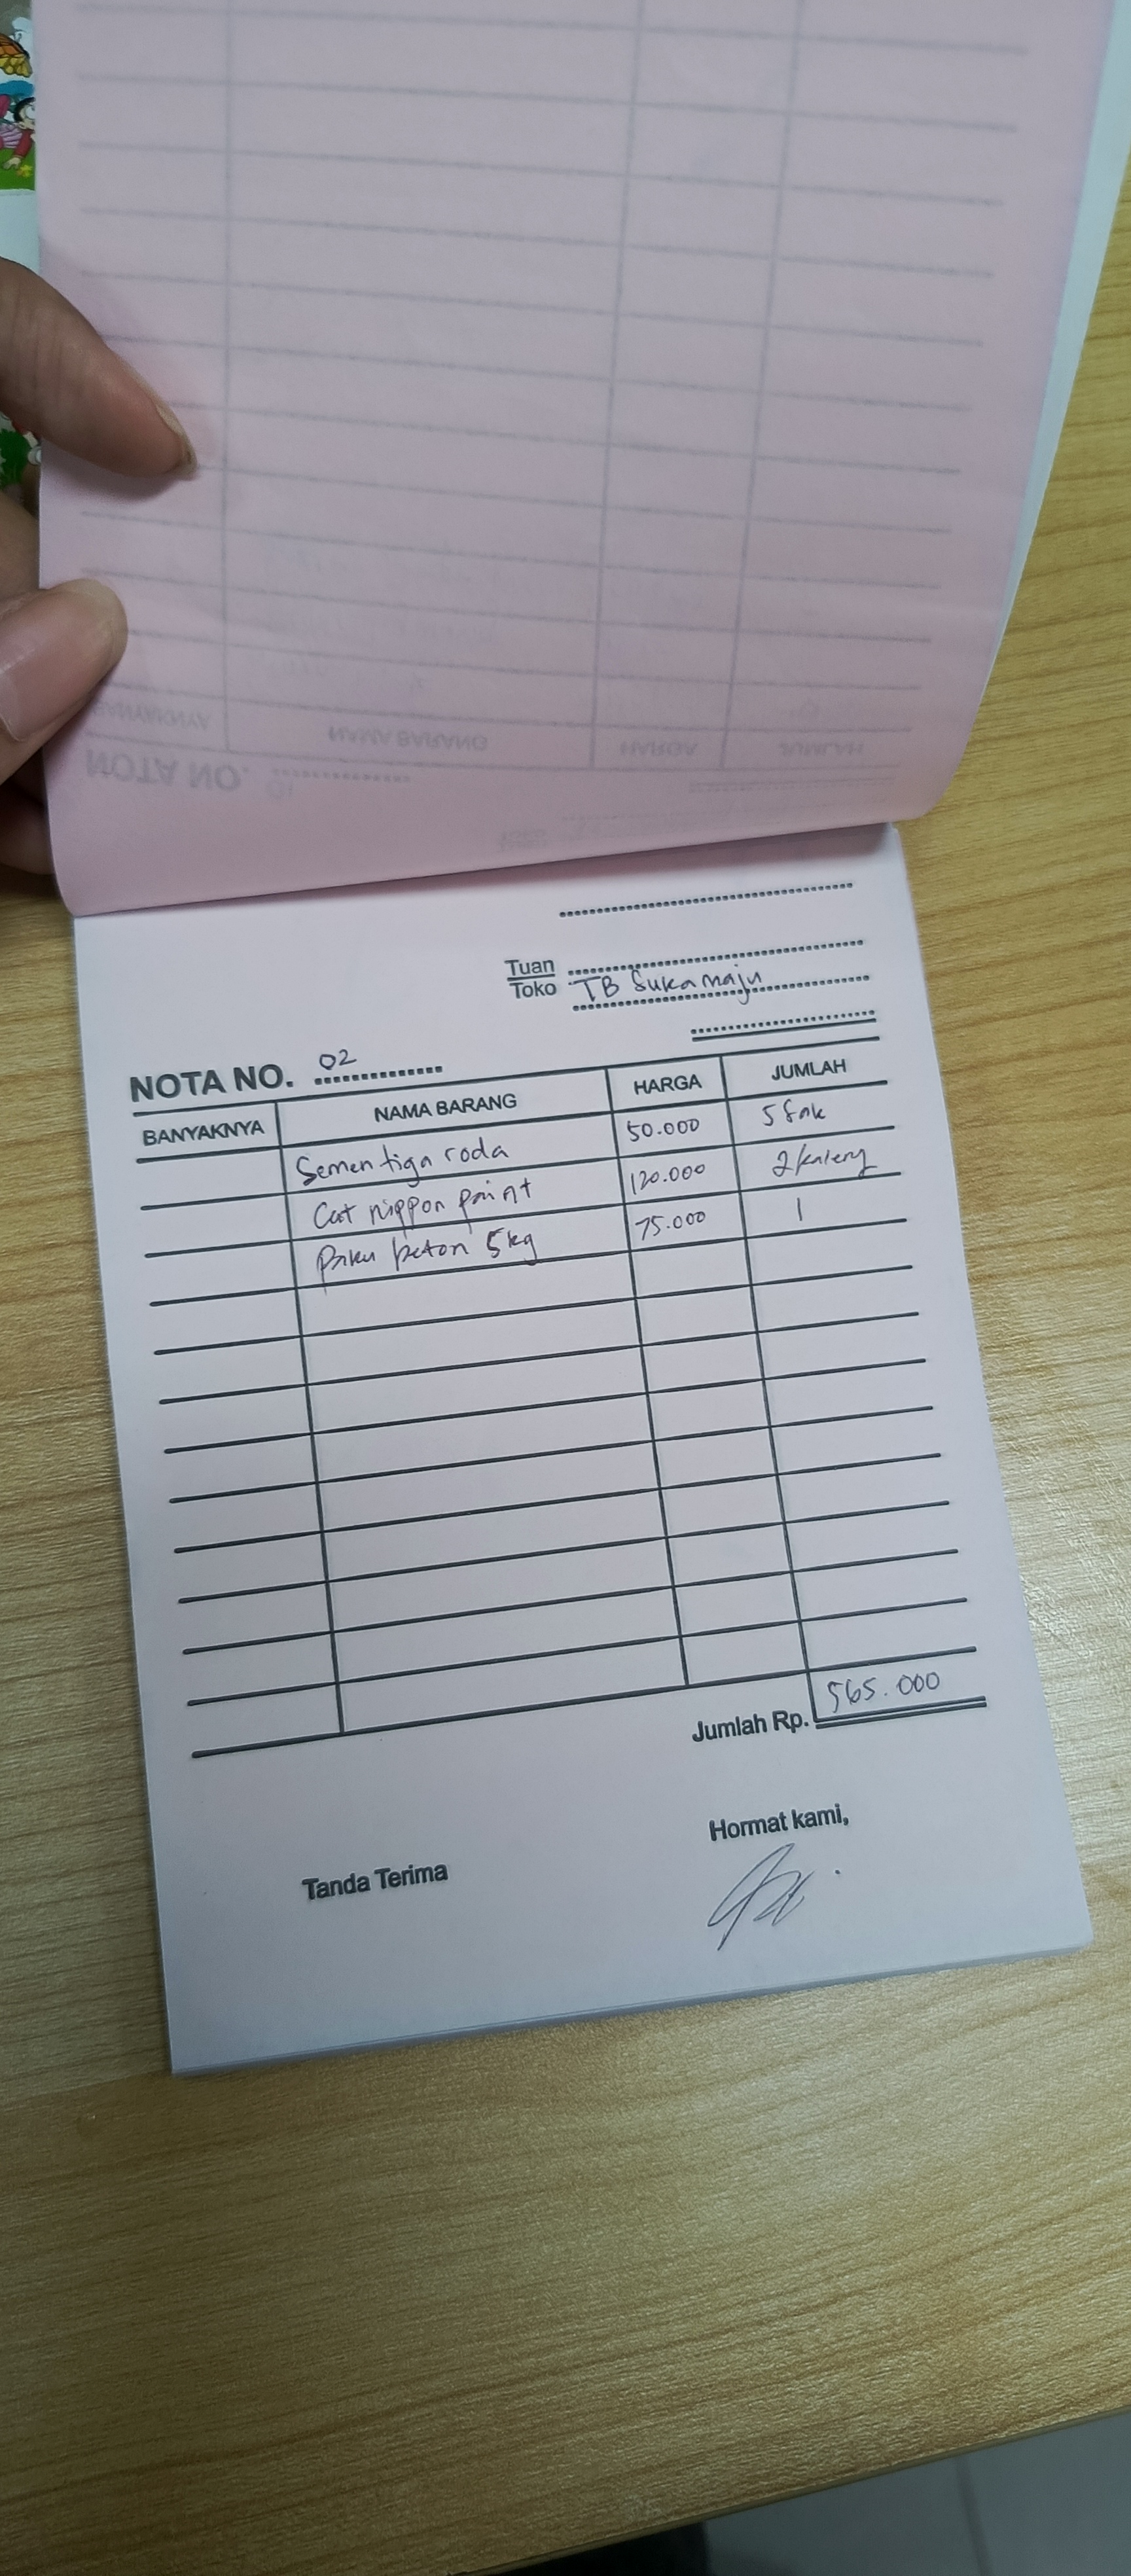 Tuan
Toko TB Sukamaju
NOTA NO. 02
BANYAKNYA NAMA BARANG HARGA JUMLAH
Semen tiga roda 50.000 5 Sak
Cat nippon paint 120.000 2 kaleng
Paku beton 5kg 75.000 1
Jumlah Rp. 565.000
Tanda Terima Hormat kami,